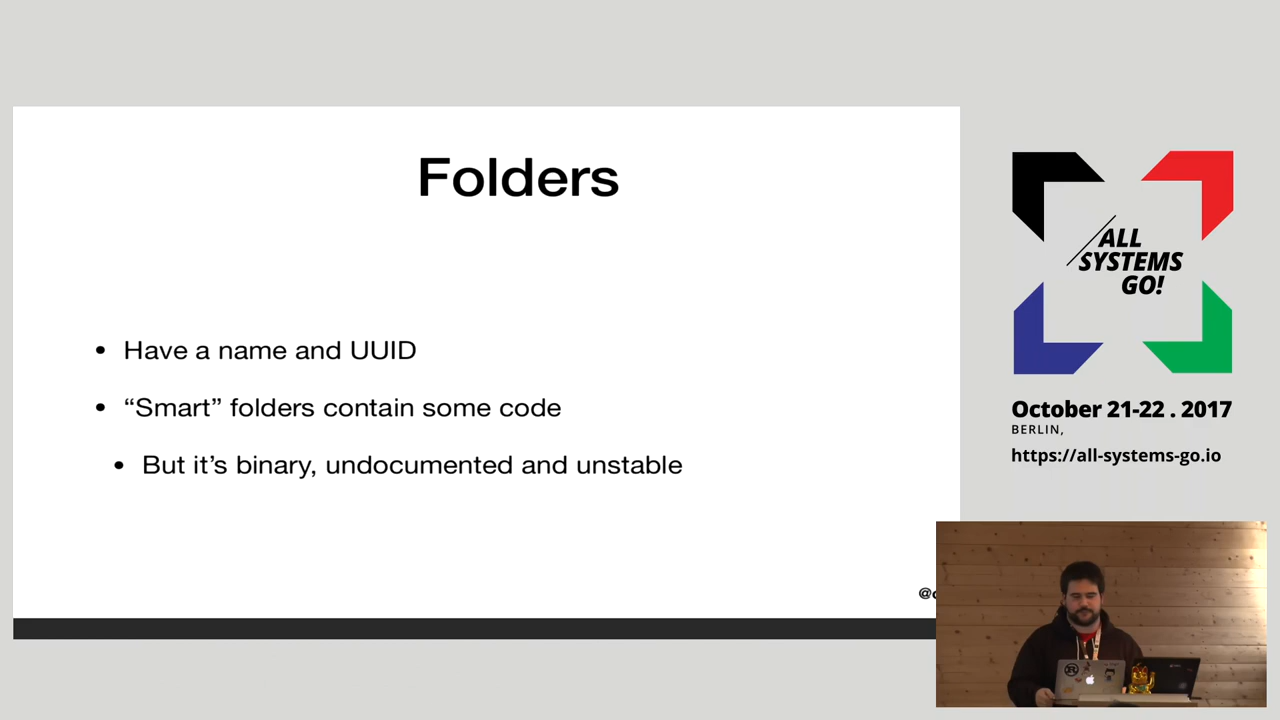 Folders
• Have a name and UUID
• “Smart” folders contain some code
• But it’s binary, undocumented and unstable
ALL
SYSTEMS
GO!
October 21-22 . 2017
BERLIN,
https://all-systems-go.io